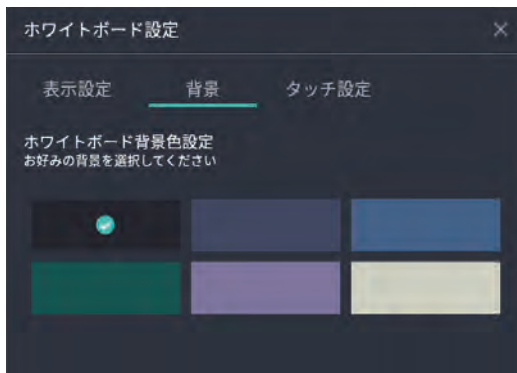 ホワイトボード設定
表示設定 背景 タッチ設定
ホワイトボード背景色設定
お好みの背景を選択してください